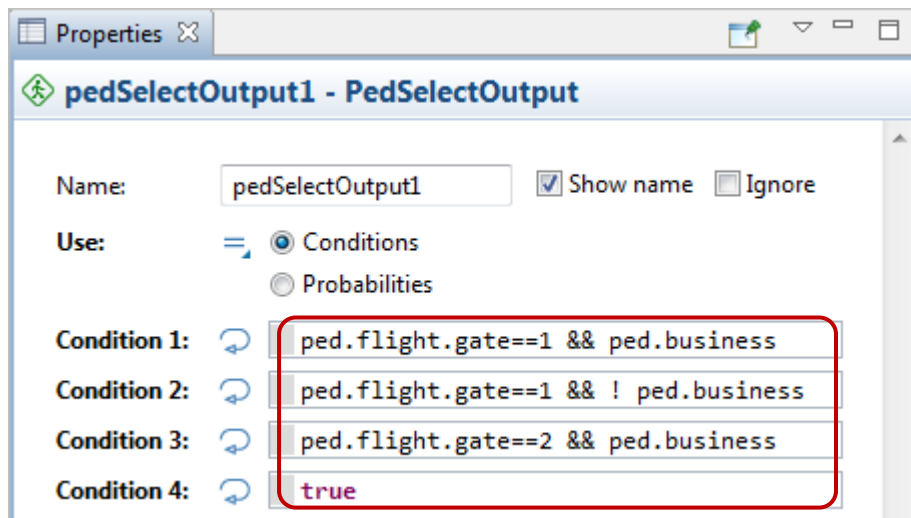 Properties
pedSelectOutput1 - PedSelectOutput
Name: pedSelectOutput1 Show name Ignore
Use: Conditions
Probabilities
Condition 1: ped.flight.gate==1 && ped.business
Condition 2: ped.flight.gate==1 && ! ped.business
Condition 3: ped.flight.gate==2 && ped.business
Condition 4: true